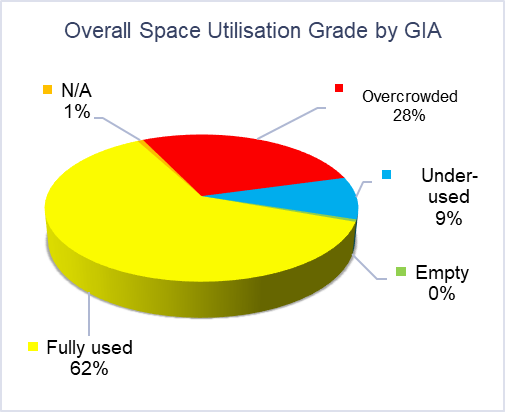 Overall Space Utilisation Grade by GIA
N/A
1%
Overcrowded
28%
Under-
used
9%
Empty
0%
Fully used
62%